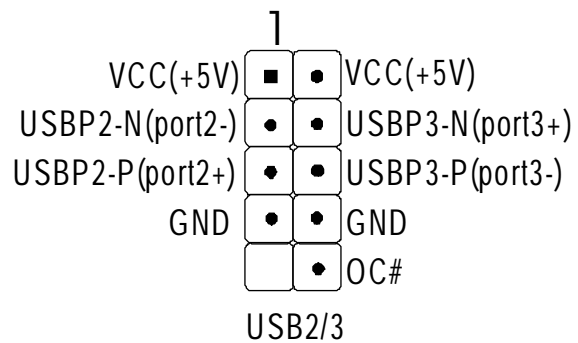 1
VCC(+5V) VCC(+5V)
USBP2-N(port2-) USBP3-N(port3+)
USBP2-P(port2+) USBP3-P(port3-)
GND GND
OC#
USB2/3